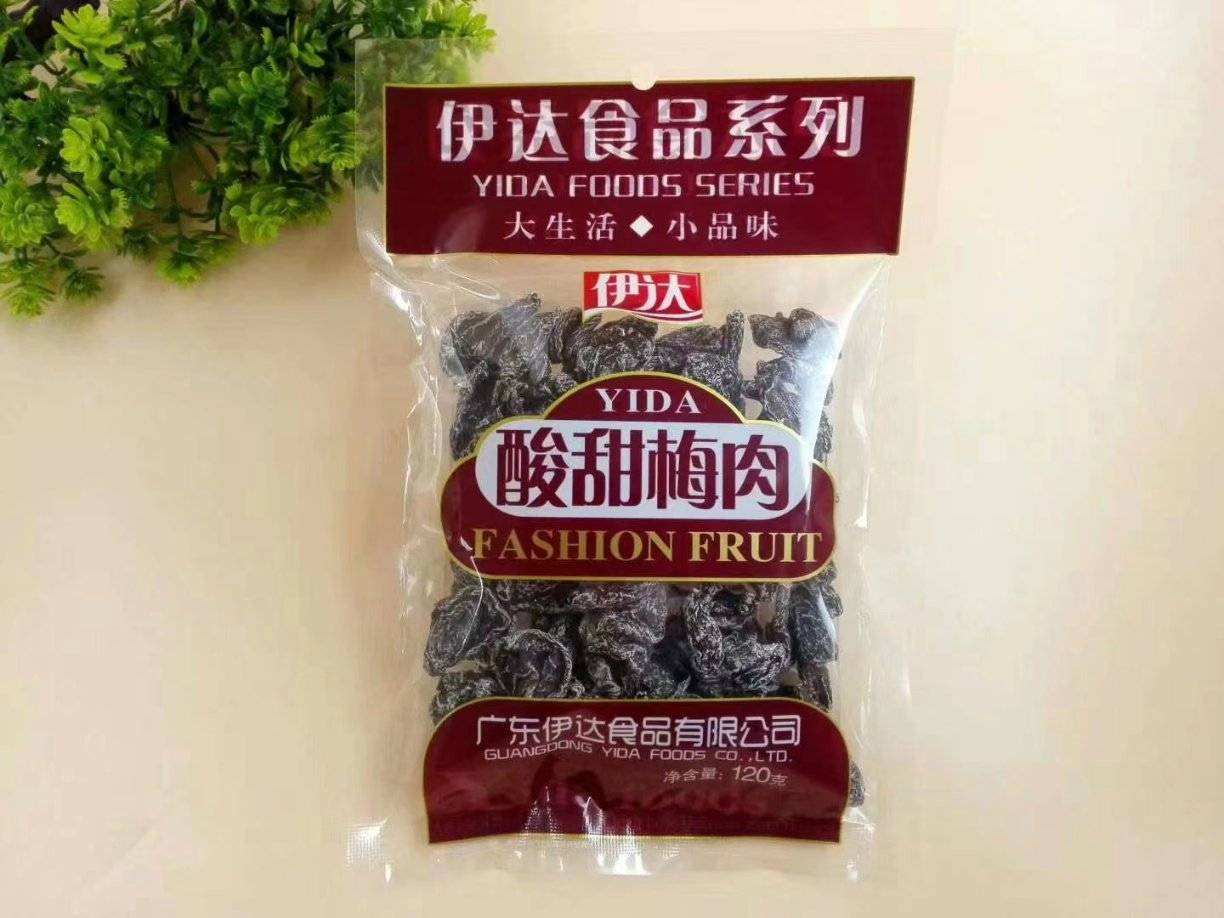 伊达食品系列
YIDA FOODS SERIES
大生活◆小品味
伊达
YIDA
酸甜梅肉
FASHION FRUIT
广东伊达食品有限公司
GUANGDONG YIDA FOODS CO.,LTD.
净含量：120克